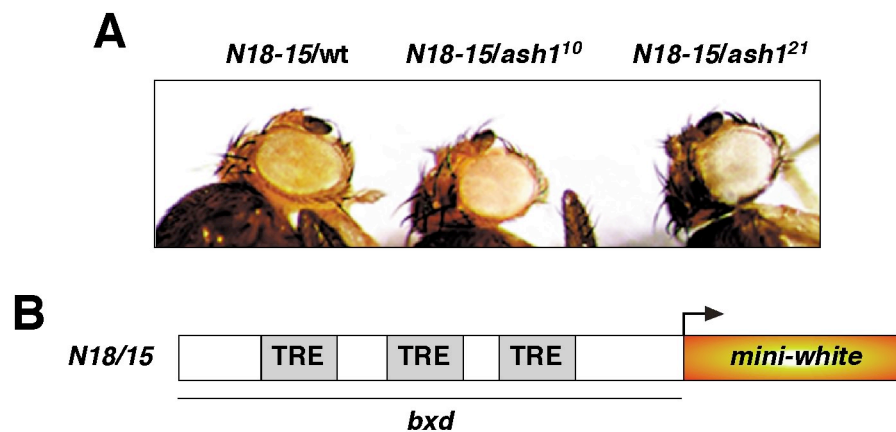 A
N18-15/wt N18-15/ash1¹⁰ N18-15/ash1²¹
B
N18/15 TRE TRE TRE mini-white
bxd